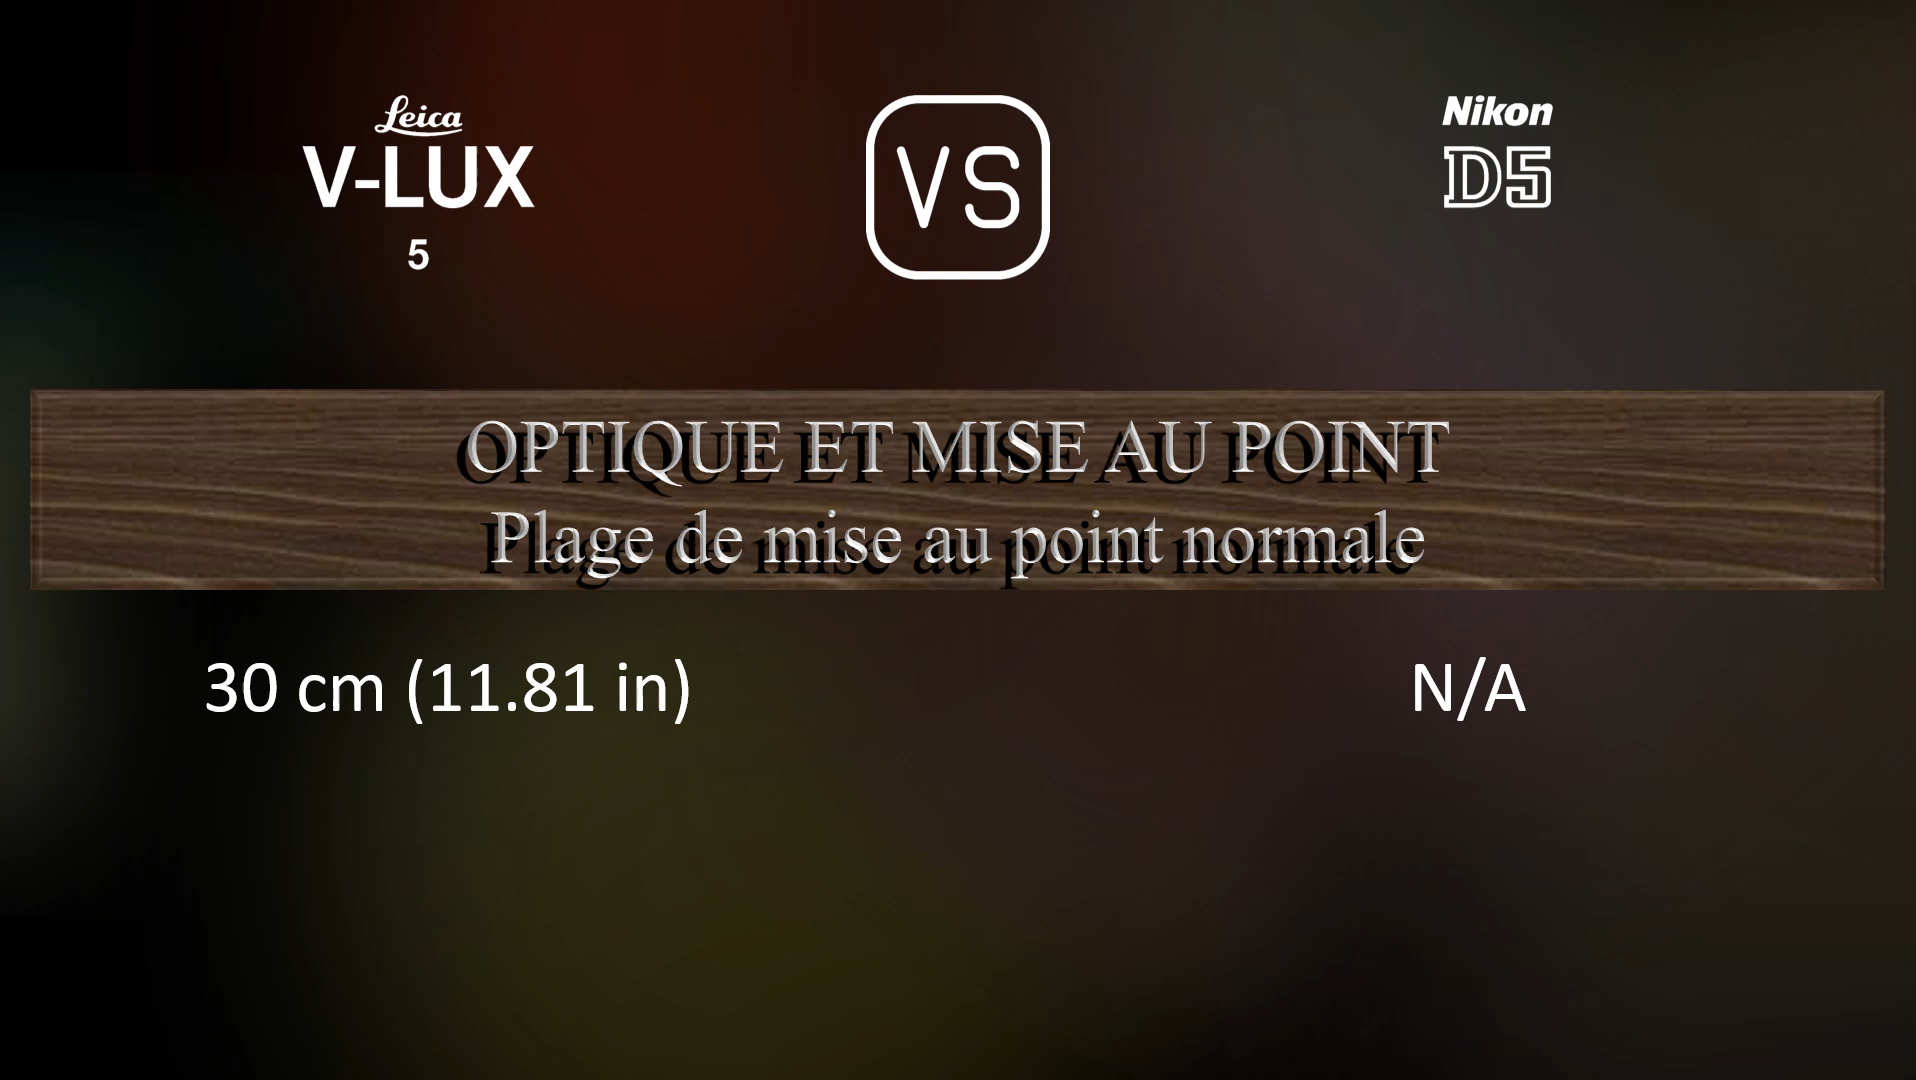 Leica
V-LUX
5
VS
Nikon
D5
OPTIQUE ET MISE AU POINT
Plage de mise au point normale
30 cm (11.81 in)
N/A